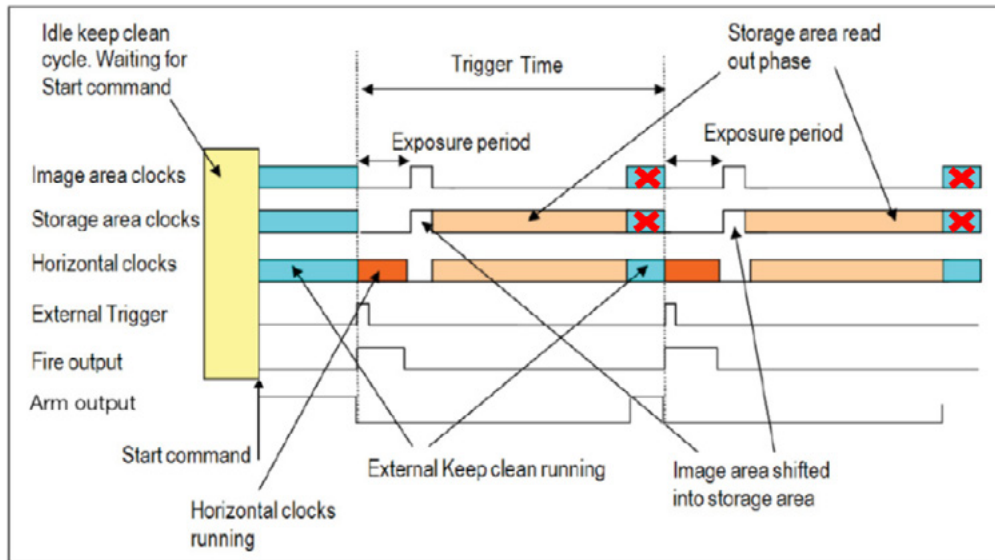 Idle keep clean
cycle. Waiting for
Start command
Trigger Time
Storage area read
out phase
Exposure period
Exposure period
Image area clocks
Storage area clocks
Horizontal clocks
External Trigger
Fire output
Arm output
Start command
External Keep clean running
Image area shifted
into storage area
Horizontal clocks
running